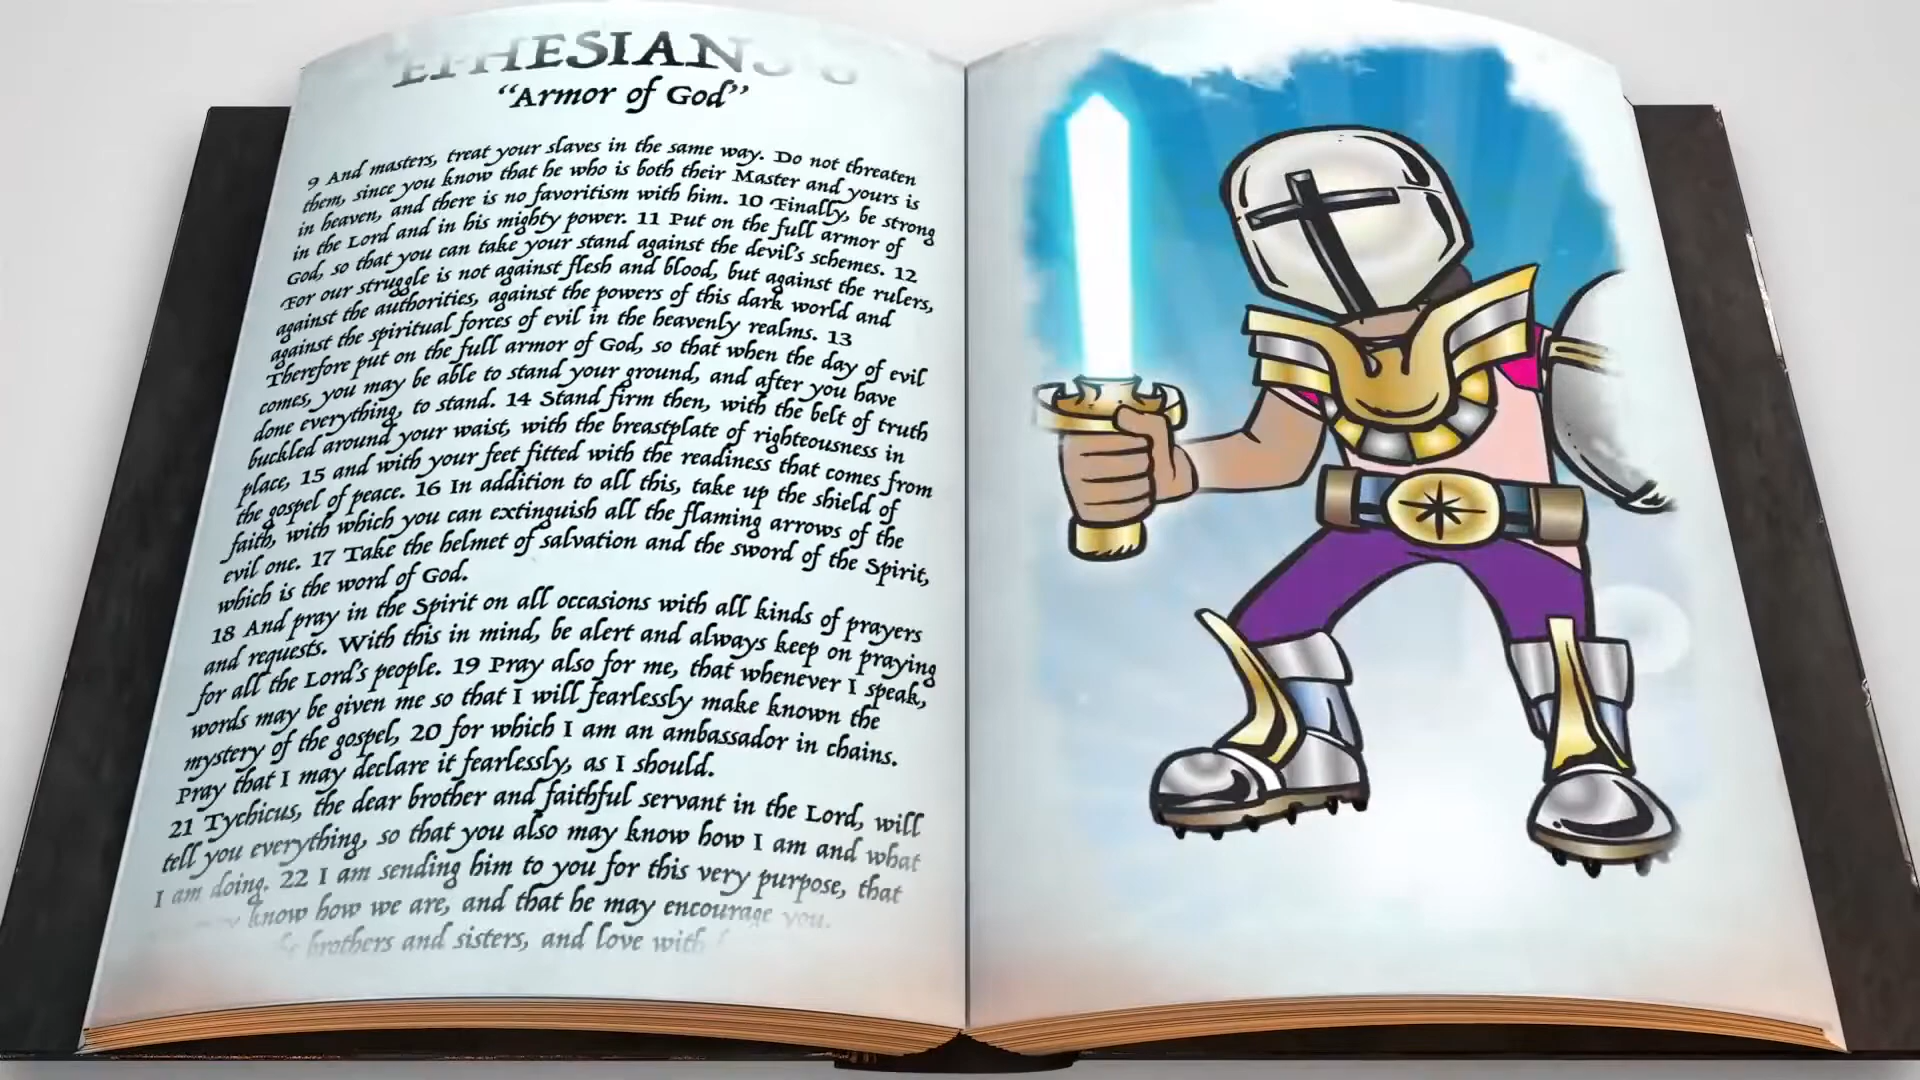 EPHESIANS 6
“Armor of God”
9 And masters, treat your slaves in the same way. Do not threaten
them, since you know that he who is both their Master and yours is
in heaven, and there is no favoritism with him. 10 Finally, be strong
in the Lord and in his mighty power. 11 Put on the full armor of
God, so that you can take your stand against the devil's schemes. 12
For our struggle is not against flesh and blood, but against the rulers,
against the authorities, against the powers of this dark world and
against the spiritual forces of evil in the heavenly realms. 13
Therefore put on the full armor of God, so that when the day of evil
comes, you may be able to stand your ground, and after you have
done everything, to stand. 14 Stand firm then, with the belt of truth
buckled around your waist, with the breastplate of righteousness in
place, 15 and with your feet fitted with the readiness that comes from
the gospel of peace. 16 In addition to all this, take up the shield of
faith, with which you can extinguish all the flaming arrows of the
evil one. 17 Take the helmet of salvation and the sword of the Spirit,
which is the word of God.
18 And pray in the Spirit on all occasions with all kinds of prayers
and requests. With this in mind, be alert and always keep on praying
for all the Lord's people. 19 Pray also for me, that whenever I speak,
words may be given me so that I will fearlessly make known the
mystery of the gospel, 20 for which I am an ambassador in chains.
Pray that I may declare it fearlessly, as I should.
21 Tychicus, the dear brother and faithful servant in the Lord, will
tell you everything, so that you also may know how I am and what
I am doing. 22 I am sending him to you for this very purpose, that
know how we are, and that he may encourage you.
brothers and sisters, and love with